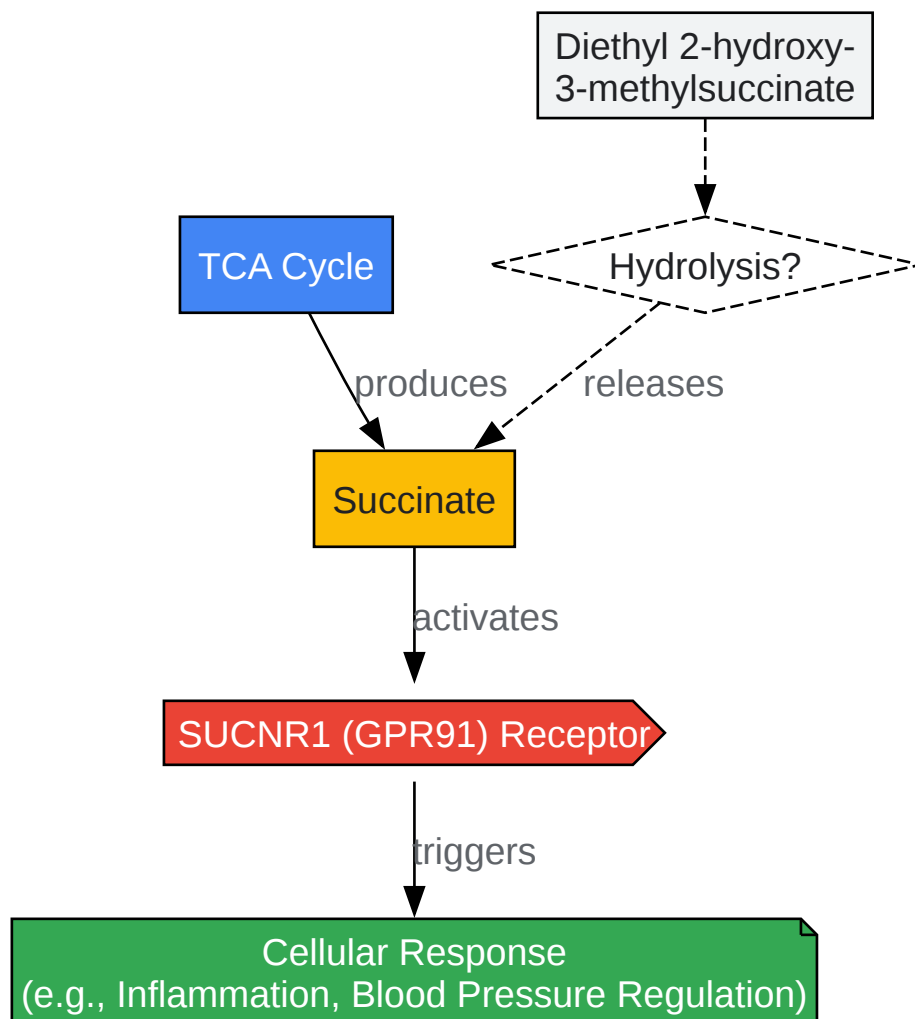 Diethyl 2-hydroxy-
3-methylsuccinate
TCA Cycle
Hydrolysis?
produces
releases
Succinate
activates
SUCNR1 (GPR91) Receptor
triggers
Cellular Response
(e.g., Inflammation, Blood Pressure Regulation)